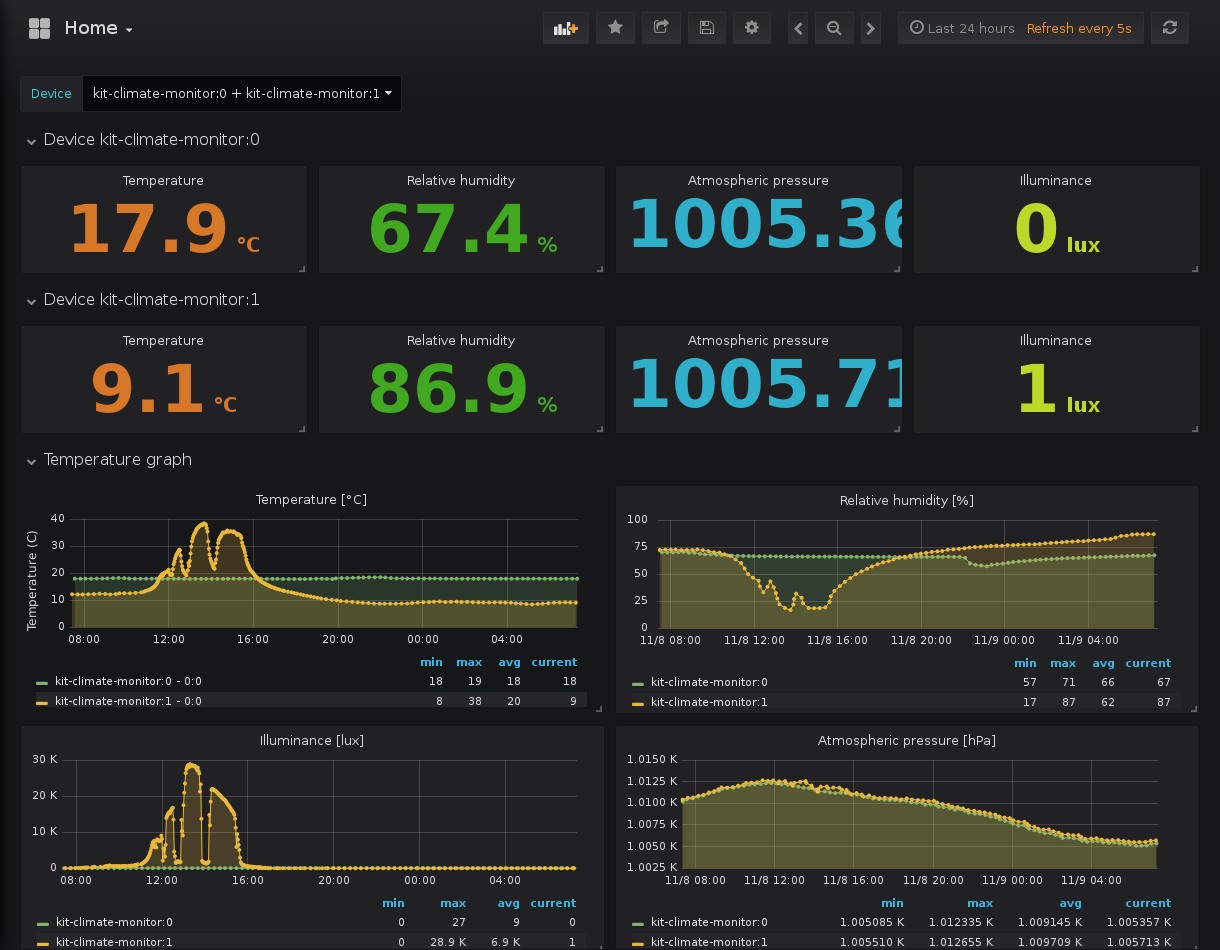 Home
Last 24 hours Refresh every 5s
Device kit-climate-monitor:0 + kit-climate-monitor:1
Device kit-climate-monitor:0
Temperature Relative humidity Atmospheric pressure Illuminance
17.9 °C 67.4 % 1005.36 0 lux
Device kit-climate-monitor:1
Temperature Relative humidity Atmospheric pressure Illuminance
9.1 °C 86.9 % 1005.71 1 lux
Temperature graph
Temperature [°C]
Temperature (C)
40
30
20
10
0
08:00 12:00 16:00 20:00 00:00 04:00
min max avg current
kit-climate-monitor:0 - 0:0 18 19 18 18
kit-climate-monitor:1 - 0:0 8 38 20 9
Relative humidity [%]
100
75
50
25
0
11/8 08:00 11/8 12:00 11/8 16:00 11/8 20:00 11/9 00:00 11/9 04:00
min max avg current
kit-climate-monitor:0 57 71 66 67
kit-climate-monitor:1 17 87 62 87
Illuminance [lux]
30 K
20 K
10 K
0
08:00 12:00 16:00 20:00 00:00 04:00
min max avg current
kit-climate-monitor:0 0 27 9 0
kit-climate-monitor:1 0 28.9 K 6.9 K 1
Atmospheric pressure [hPa]
1.0150 K
1.0125 K
1.0100 K
1.0075 K
1.0050 K
1.0025 K
11/8 08:00 11/8 12:00 11/8 16:00 11/8 20:00 11/9 00:00 11/9 04:00
min max avg current
kit-climate-monitor:0 1.005085 K 1.012335 K 1.009145 K 1.005357 K
kit-climate-monitor:1 1.005510 K 1.012655 K 1.009709 K 1.005713 K